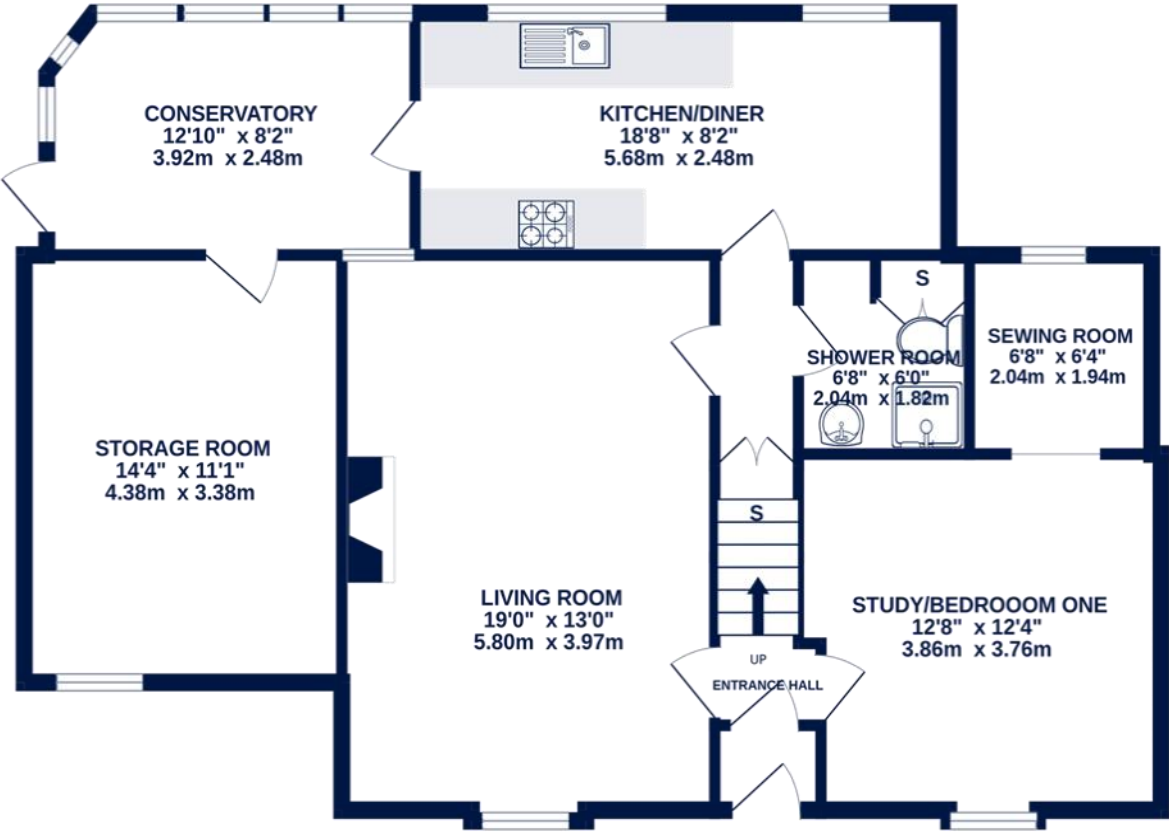 CONSERVATORY
12'10" x 8'2"
3.92m x 2.48m
KITCHEN/DINER
18'8" x 8'2"
5.68m x 2.48m
S
SHOWER ROOM
6'8" x 6'0"
2.04m x 1.82m
SEWING ROOM
6'8" x 6'4"
2.04m x 1.94m
STORAGE ROOM
14'4" x 11'1"
4.38m x 3.38m
S
LIVING ROOM
19'0" x 13'0"
5.80m x 3.97m
STUDY/BEDROOOM ONE
12'8" x 12'4"
3.86m x 3.76m
UP
ENTRANCE HALL